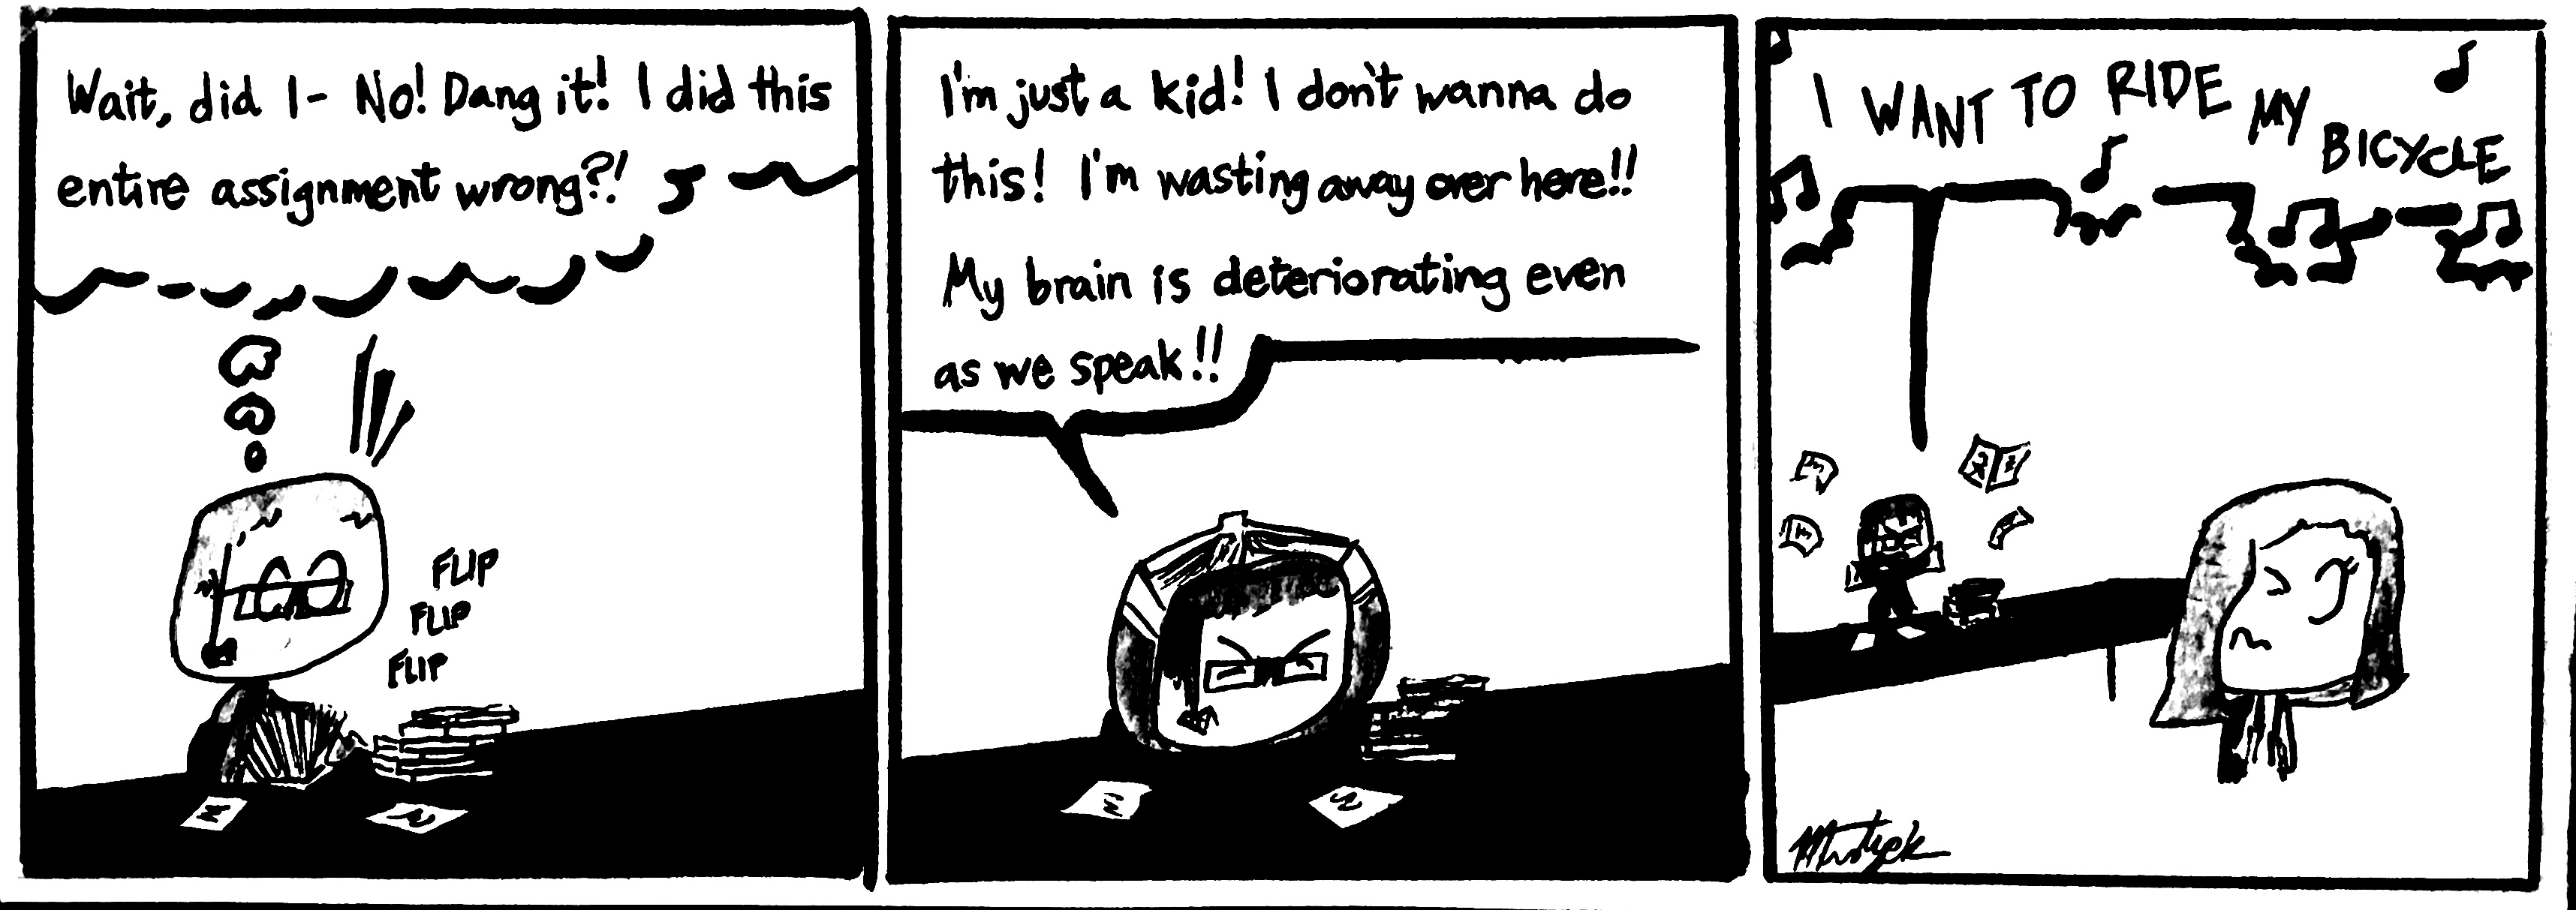 Wait, did I- No! Dang it! I did this
entire assignment wrong?!
FLIP
FLIP
FLIP
I'm just a kid! I don't wanna do
this! I'm wasting away over here!!
My brain is deteriorating even
as we speak!!
I WANT TO RIDE MY BICYCLE